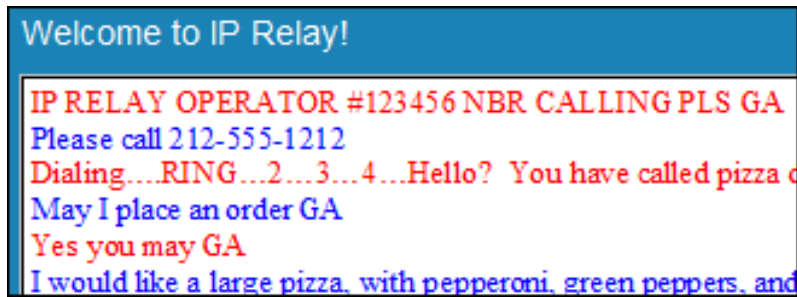 Welcome to IP Relay!
IP RELAY OPERATOR #123456 NBR CALLING PLS GA
Please call 212-555-1212
Dialing....RING...2...3...4...Hello? You have called pizza
May I place an order GA
Yes you may GA
I would like a large pizza, with pepperoni, green peppers, and